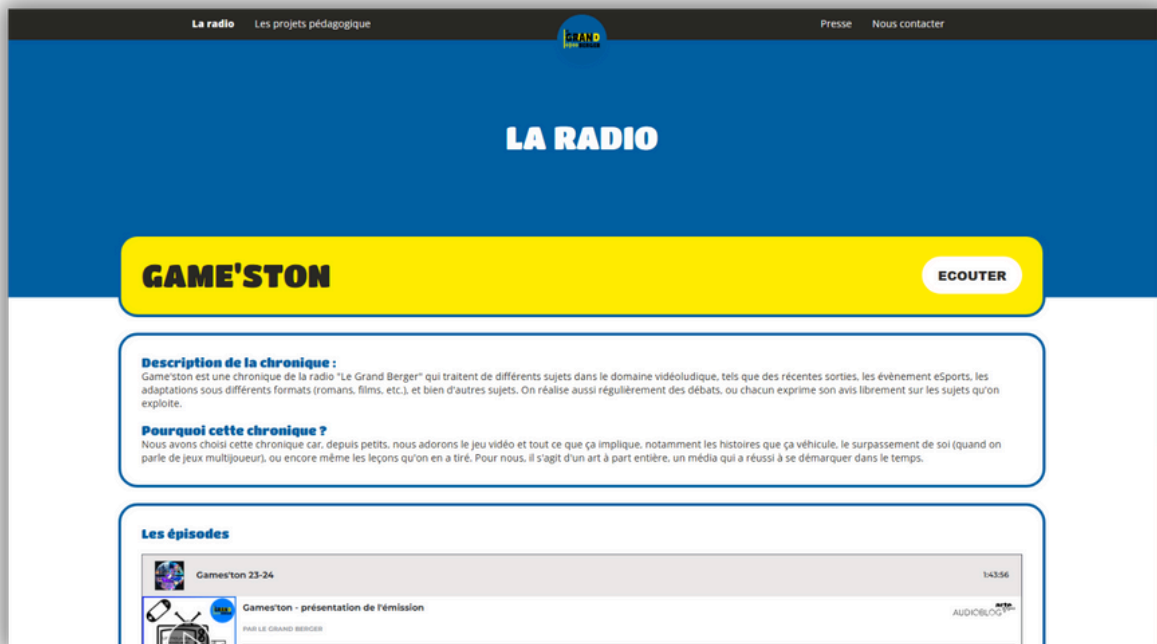 La radio
Les projets pédagogique
GRAND
BERGER
Presse
Nous contacter
LA RADIO
GAME'STON
ECOUTER
Description de la chronique :
Game'ston est une chronique de la radio "Le Grand Berger" qui traitent de différents sujets dans le domaine vidéoludique, tels que des récentes sorties, les évènement eSports, les
adaptations sous différents formats (romans, films, etc.), et bien d'autres sujets. On réalise aussi régulièrement des débats, ou chacun exprime son avis librement sur les sujets qu'on
exploite.
Pourquoi cette chronique ?
Nous avons choisi cette chronique car, depuis petits, nous adorons le jeu vidéo et tout ce que ça implique, notamment les histoires que ça véhicule, le surpassement de soi (quand on
parle de jeux multijoueur), ou encore même les leçons qu'on en a tiré. Pour nous, il s'agit d'un art à part entière, un média qui a réussi à se démarquer dans le temps.
Les épisodes
Games'ton 23-24
1:43:56
Games'ton - présentation de l'émission
PAR LE GRAND BERGER
arte
AUDIOBLOG